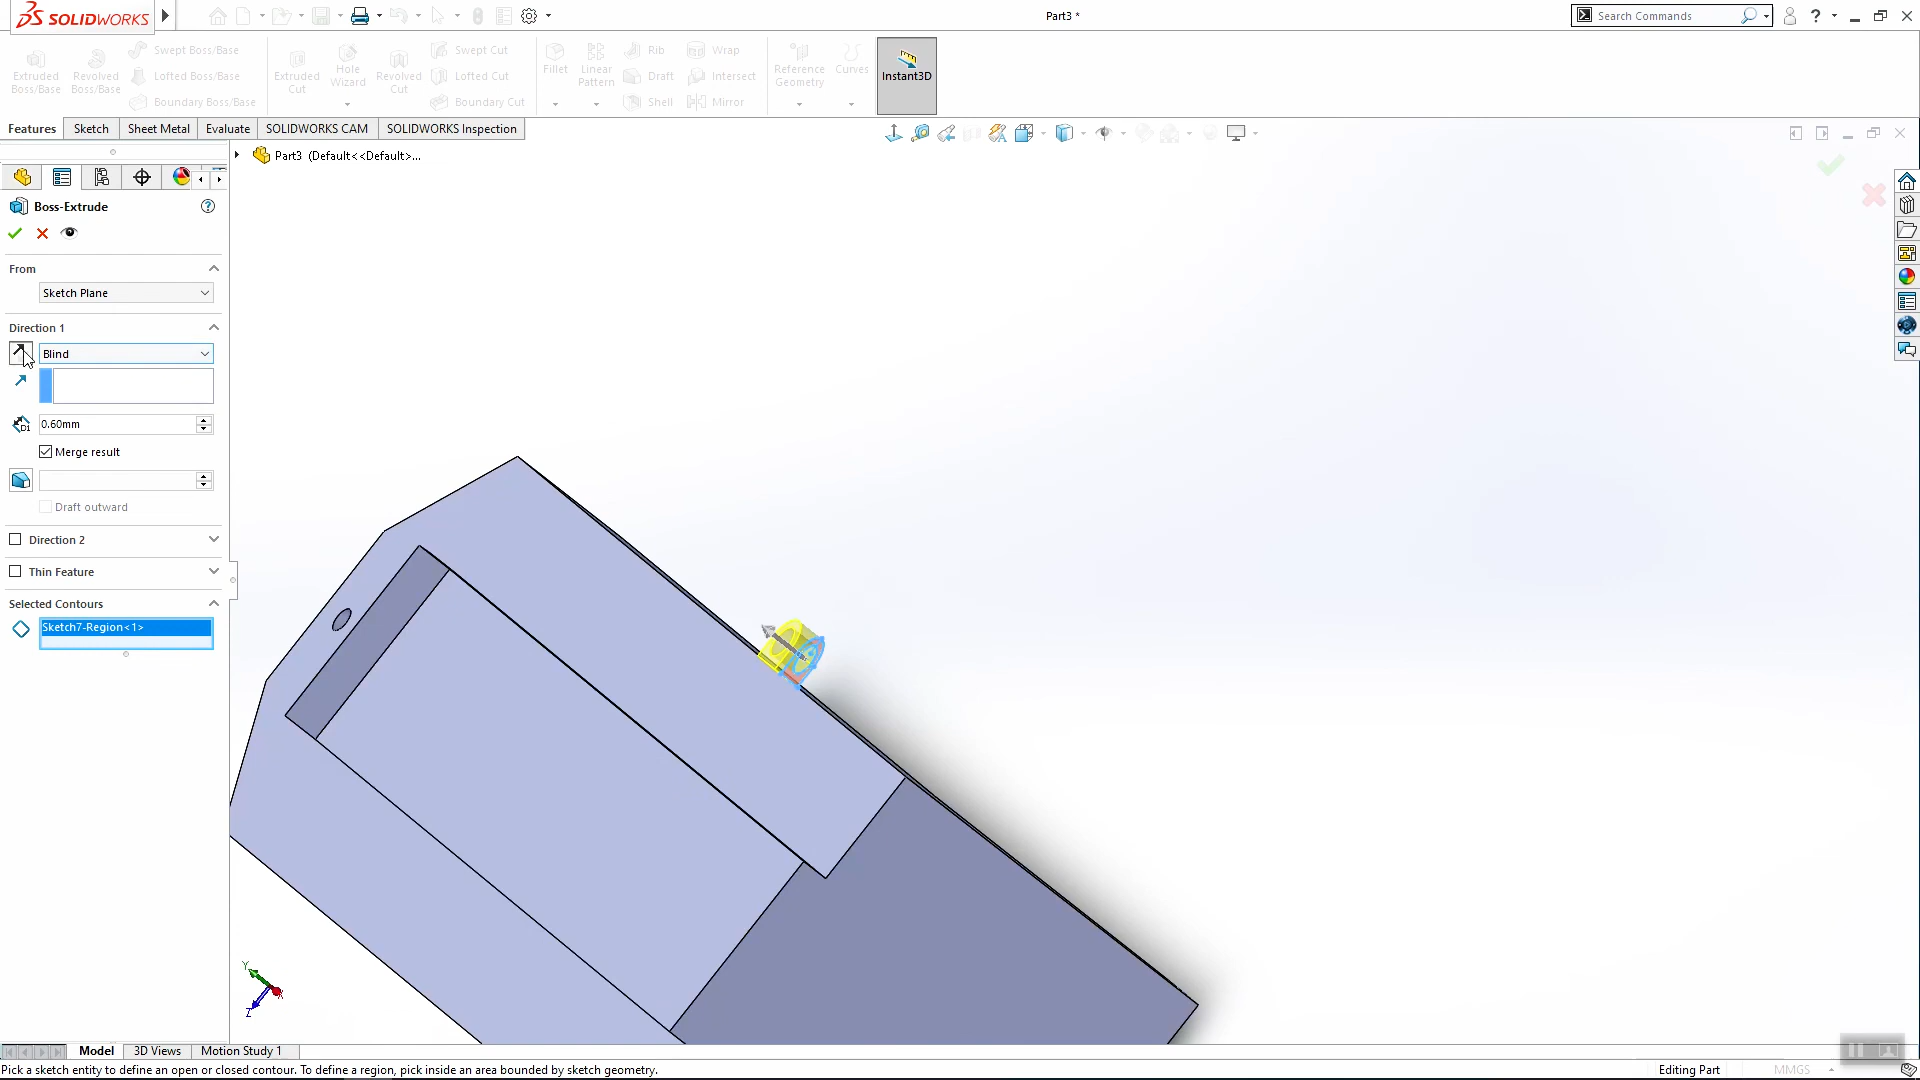 SOLIDWORKS
Part3 *
Search Commands
Extruded Boss/Base
Revolved Boss/Base
Swept Boss/Base
Lofted Boss/Base
Boundary Boss/Base
Extruded Cut
Hole Wizard
Revolved Cut
Swept Cut
Lofted Cut
Boundary Cut
Fillet
Linear Pattern
Rib
Draft
Shell
Wrap
Intersect
Mirror
Reference Geometry
Curves
Instant3D
Features
Sketch
Sheet Metal
Evaluate
SOLIDWORKS CAM
SOLIDWORKS Inspection
Part3 (Default<<Default>...
Boss-Extrude
From
Sketch Plane
Direction 1
Blind
D1
0.60mm
Merge result
Draft outward
Direction 2
Thin Feature
Selected Contours
Sketch7-Region<1>
Y
X
Z
Model
3D Views
Motion Study 1
Pick a sketch entity to define an open or closed contour. To define a region, pick inside an area bounded by sketch geometry.
Editing Part
MMGS